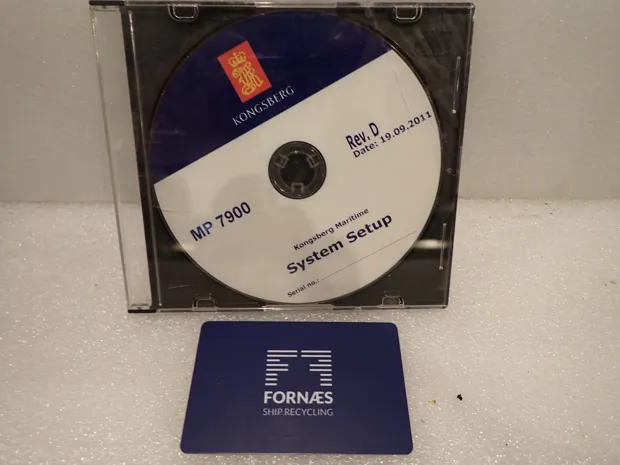 KONGSBERG
Rev. D
Date: 19.09.2011
MP 7900
Kongsberg Maritime
System Setup
Serial no.:
FORNÆS
SHIP RECYCLING